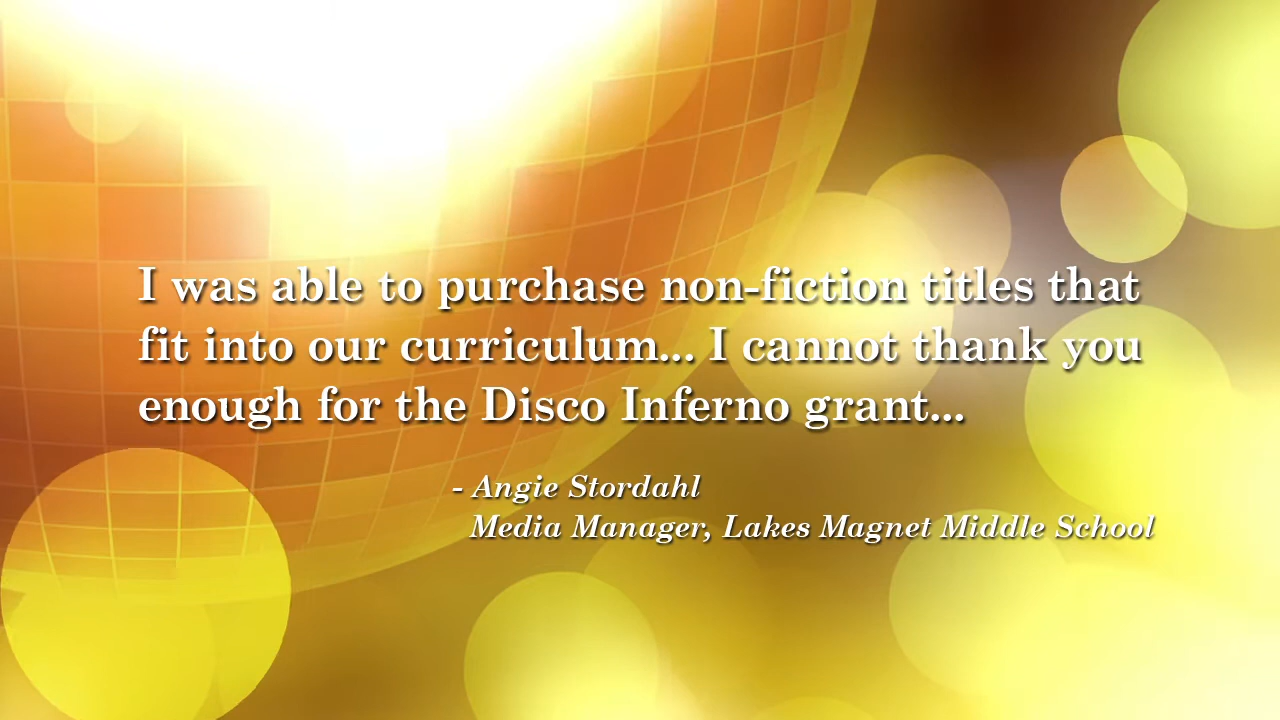 I was able to purchase non-fiction titles that
fit into our curriculum... I cannot thank you
enough for the Disco Inferno grant...
- Angie Stordahl
Media Manager, Lakes Magnet Middle School